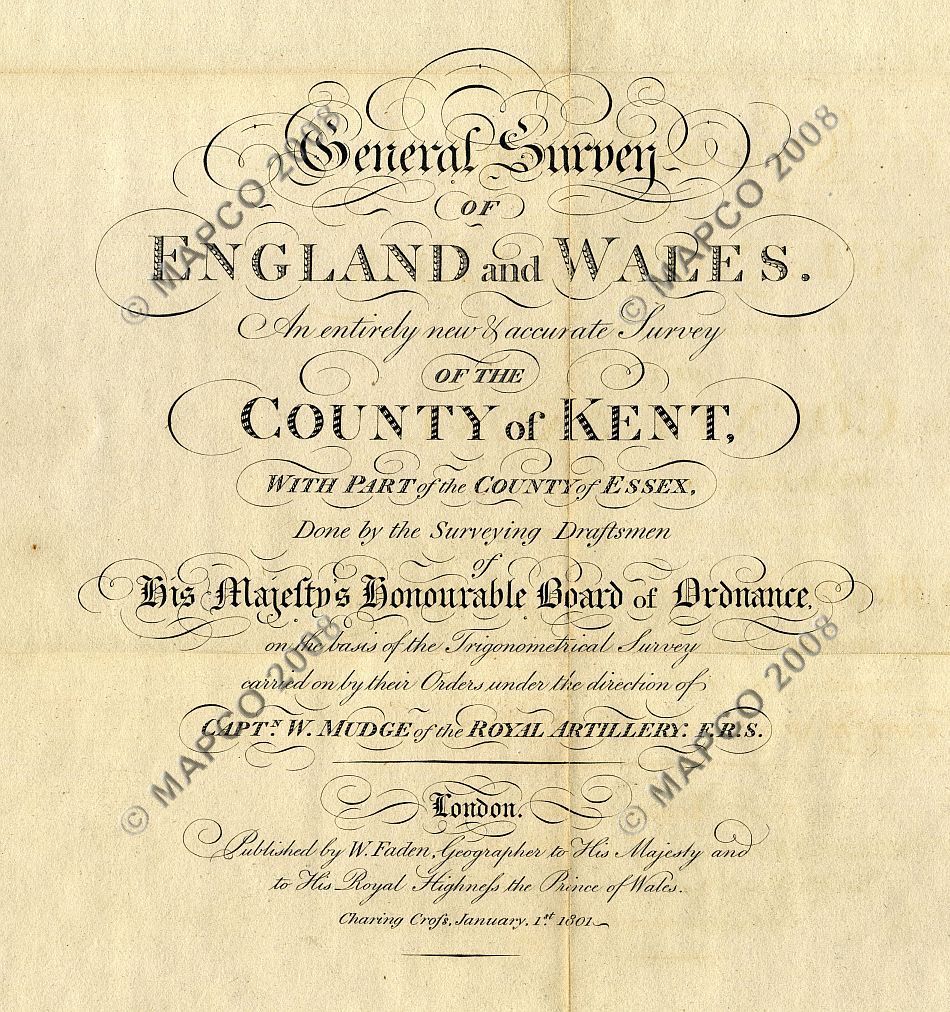 General Survey
OF
ENGLAND and WALES.
An entirely new & accurate Survey
OF THE
COUNTY of KENT,
WITH PART of the COUNTY of ESSEX,
Done by the Surveying Draftsmen
of
His Majesty's Honourable Board of Ordnance,
on the basis of the Trigonometrical Survey
carried on by their Orders under the direction of
CAPTN. W. MUDGE of the ROYAL ARTILLERY. F.R.S.
London.
Published by W. Faden, Geographer to His Majesty and
to His Royal Highneſs the Prince of Wales.
Charing Croſs, January, 1st 1801
© MAPCO 2008
© MAPCO 2008
© MAPCO 2008
© MAPCO 2008